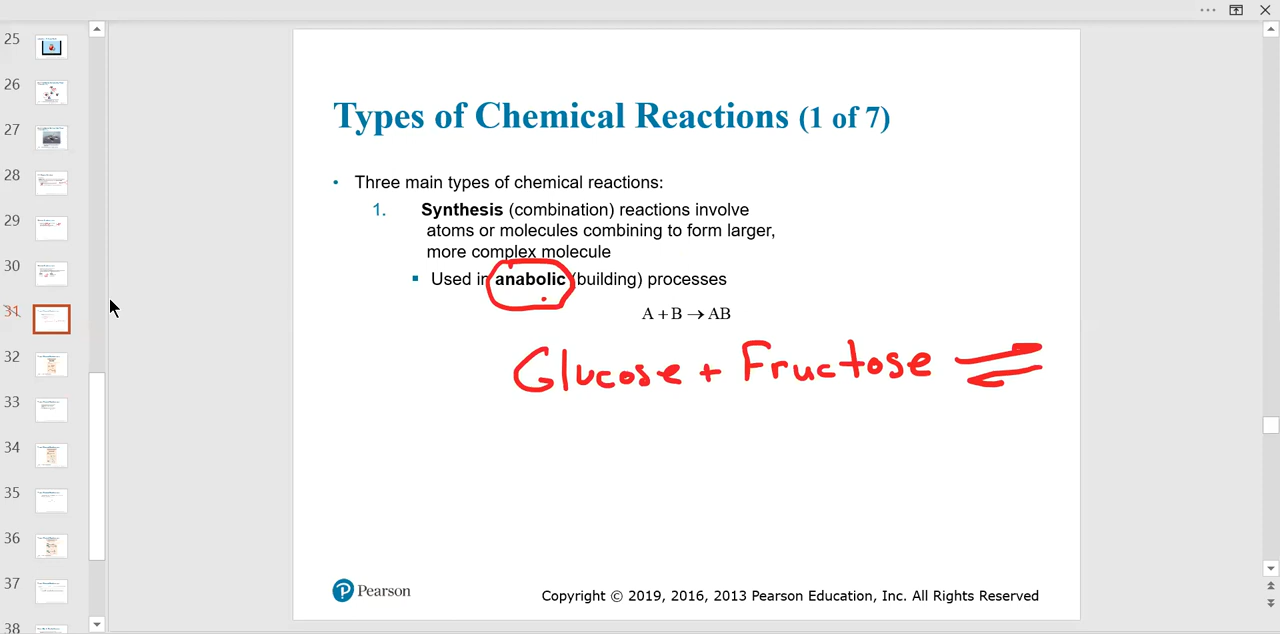 25
26
27
28
29
30
31
32
33
34
35
36
37
38
Types of Chemical Reactions (1 of 7)
• Three main types of chemical reactions:
1. Synthesis (combination) reactions involve
atoms or molecules combining to form larger,
more complex molecule
▪ Used in anabolic (building) processes
A + B → AB
Glucose + Fructose ⇌
Pearson
Copyright © 2019, 2016, 2013 Pearson Education, Inc. All Rights Reserved